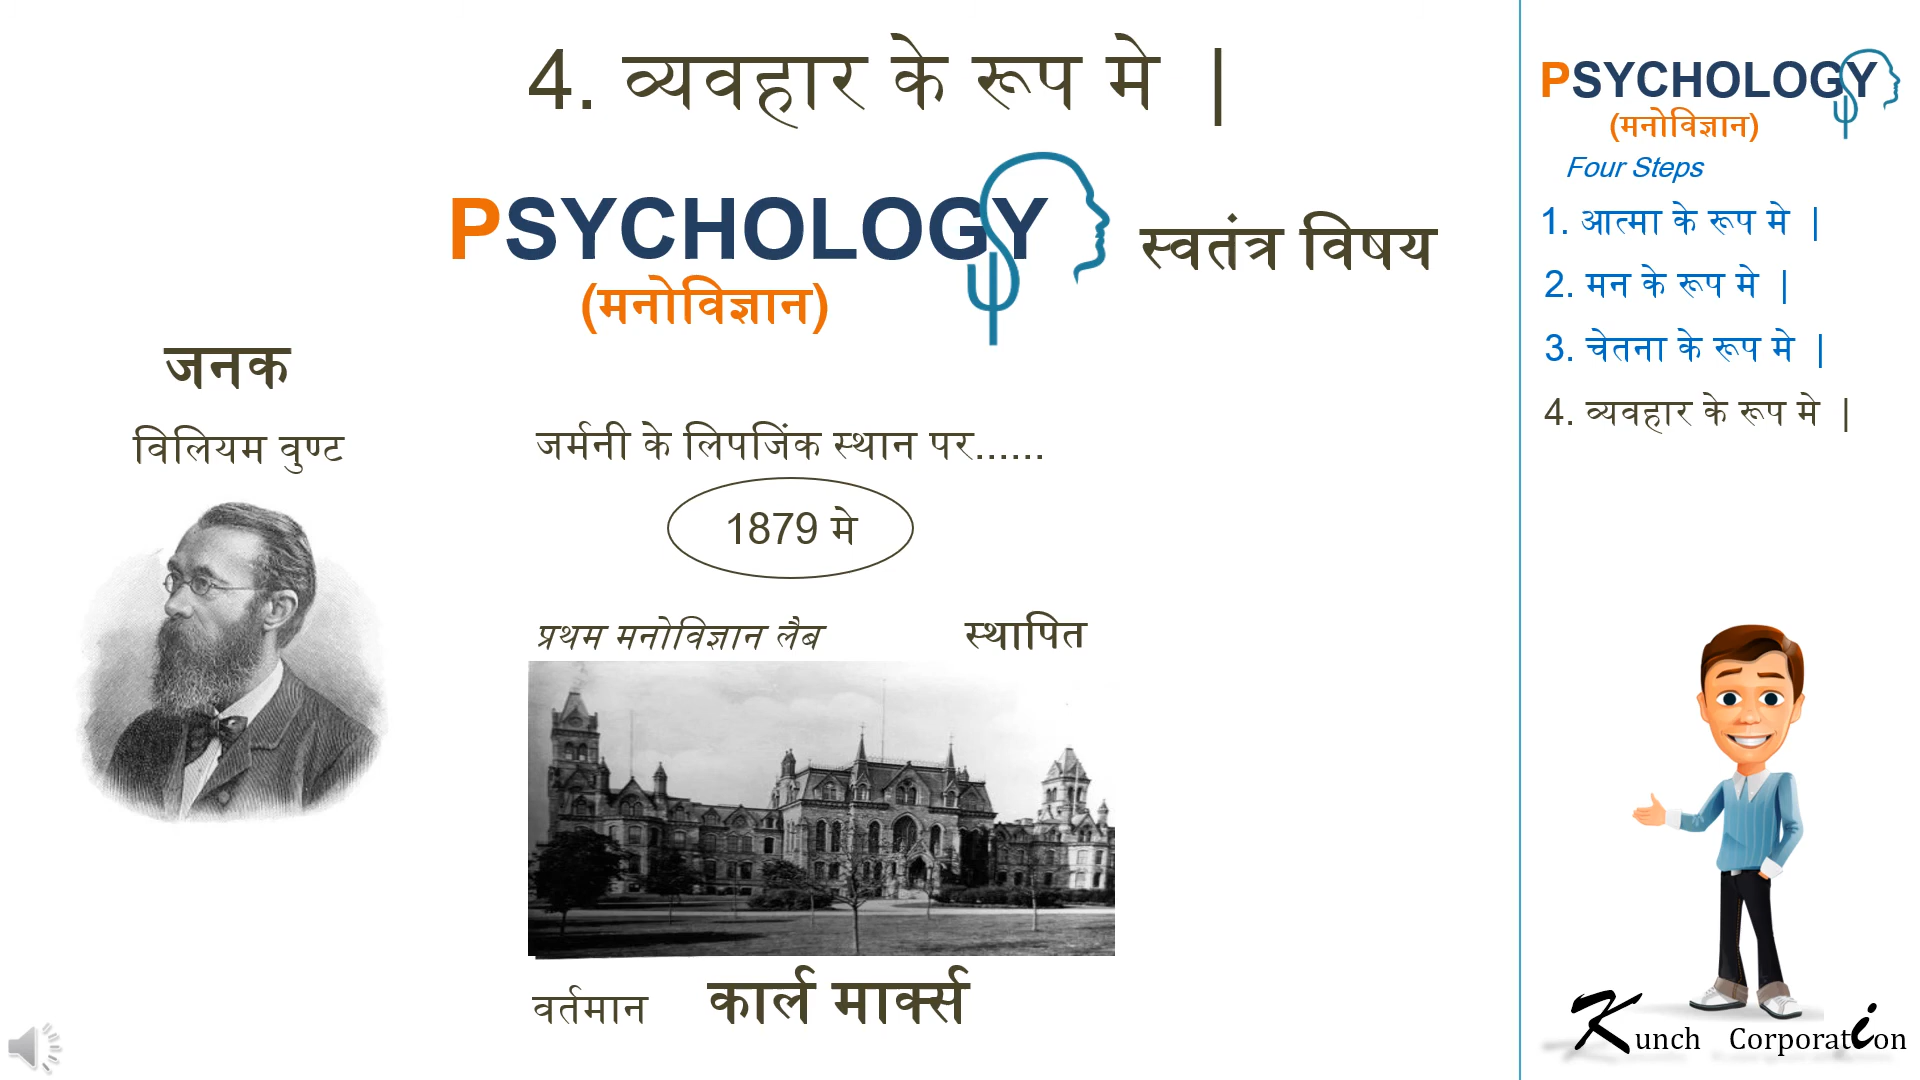 4. व्यवहार के रूप मे |
PSYCHOLOGY
(मनोविज्ञान)
स्वतंत्र विषय
जनक
विलियम वुण्ट
जर्मनी के लिपजिंक स्थान पर......
1879 मे
प्रथम मनोविज्ञान लैब स्थापित
वर्तमान कार्ल मार्क्स
PSYCHOLOGY
(मनोविज्ञान)
Four Steps
1. आत्मा के रूप मे |
2. मन के रूप मे |
3. चेतना के रूप मे |
4. व्यवहार के रूप मे |
Kunch Corporation